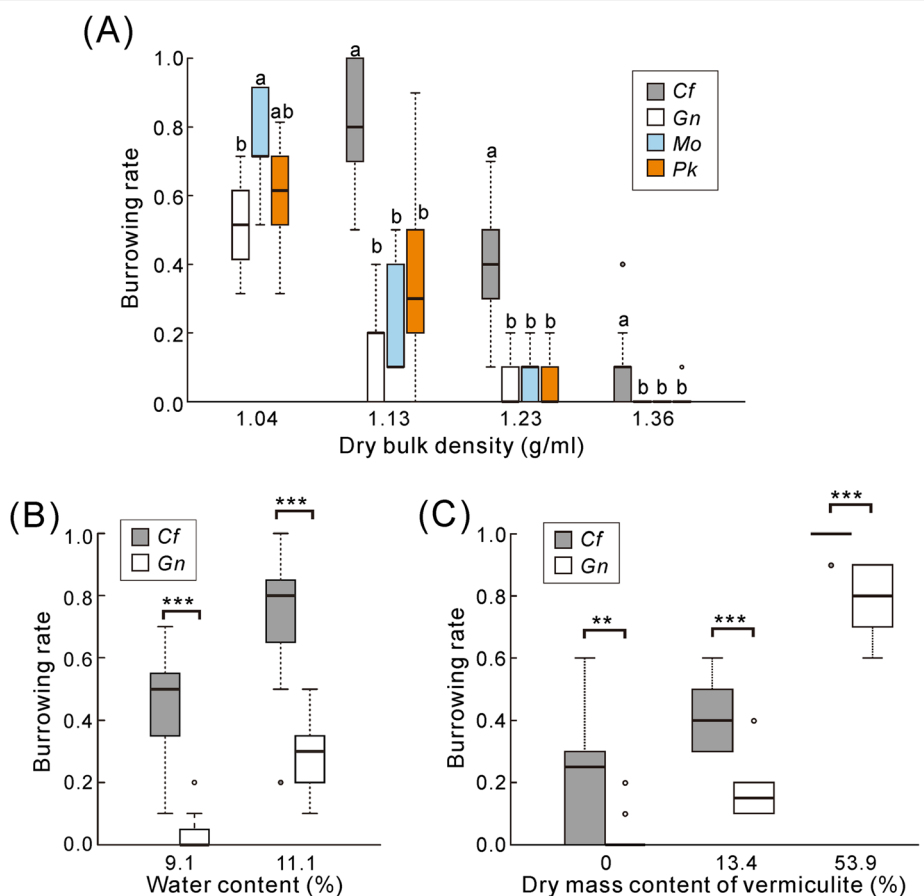 (A)
Burrowing rate
1.0
0.8
0.6
0.4
0.2
0.0
b
a
ab
a
b
b
b
a
b
b
b
a
b
b
b
Cf
Gn
Mo
Pk
1.04
1.13
1.23
1.36
Dry bulk density (g/ml)
(B)
Burrowing rate
1.0
0.8
0.6
0.4
0.2
0.0
Cf
Gn
***
***
9.1
11.1
Water content (%)
(C)
Burrowing rate
1.0
0.8
0.6
0.4
0.2
0.0
Cf
Gn
**
***
***
0
13.4
53.9
Dry mass content of vermiculite (%)